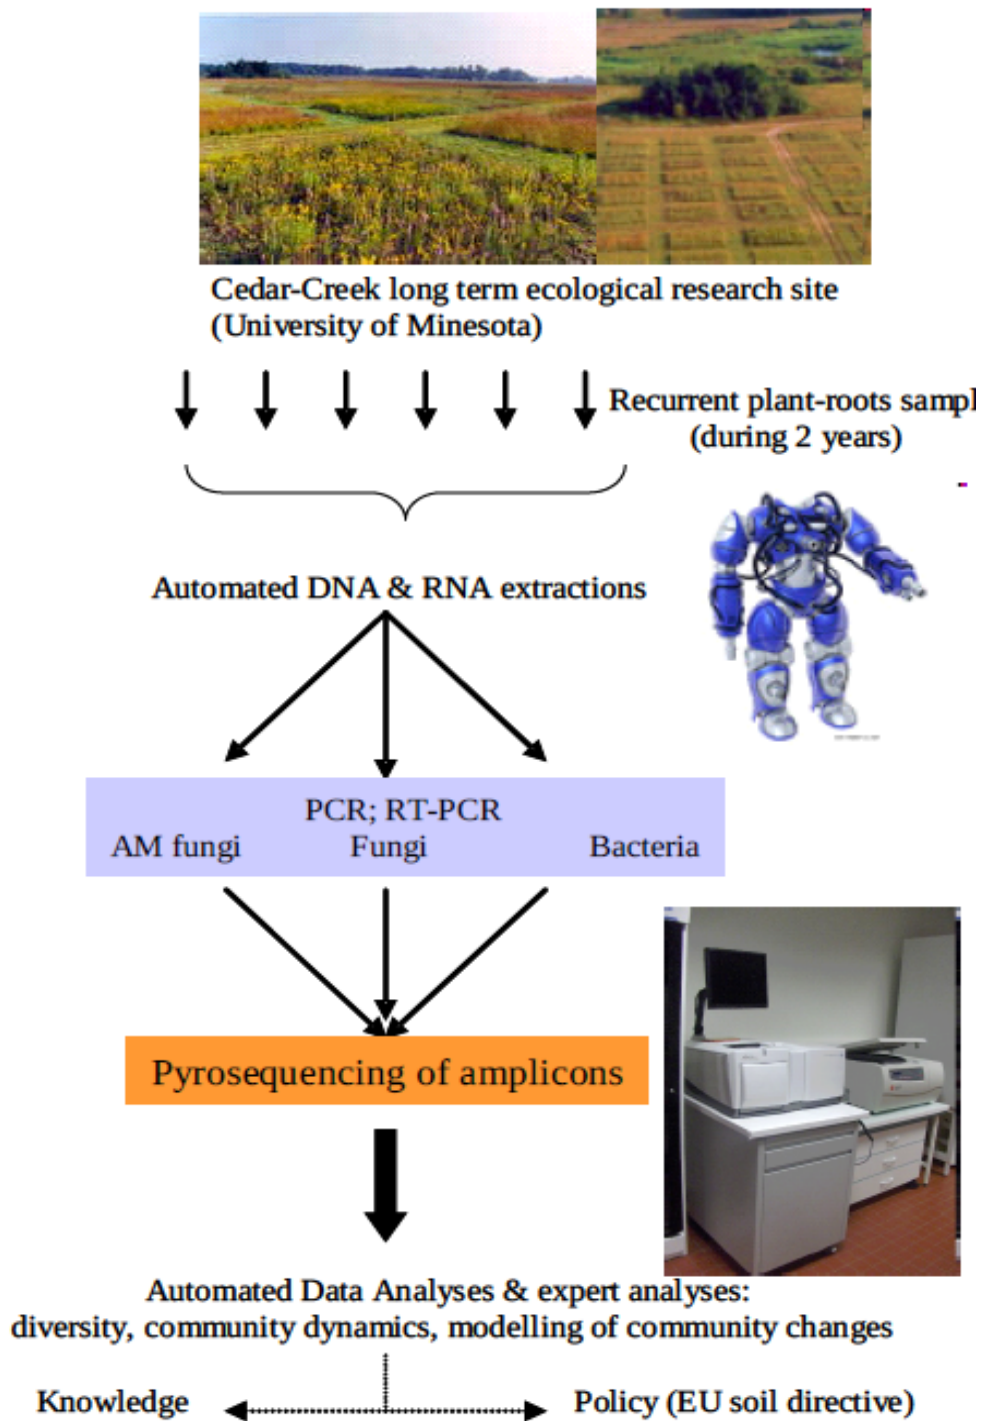 Cedar-Creek long term ecological research site
(University of Minesota)
Recurrent plant-roots sampl
(during 2 years)
Automated DNA & RNA extractions
PCR; RT-PCR
AM fungi Fungi Bacteria
Pyrosequencing of amplicons
Automated Data Analyses & expert analyses:
diversity, community dynamics, modelling of community changes
Knowledge Policy (EU soil directive)